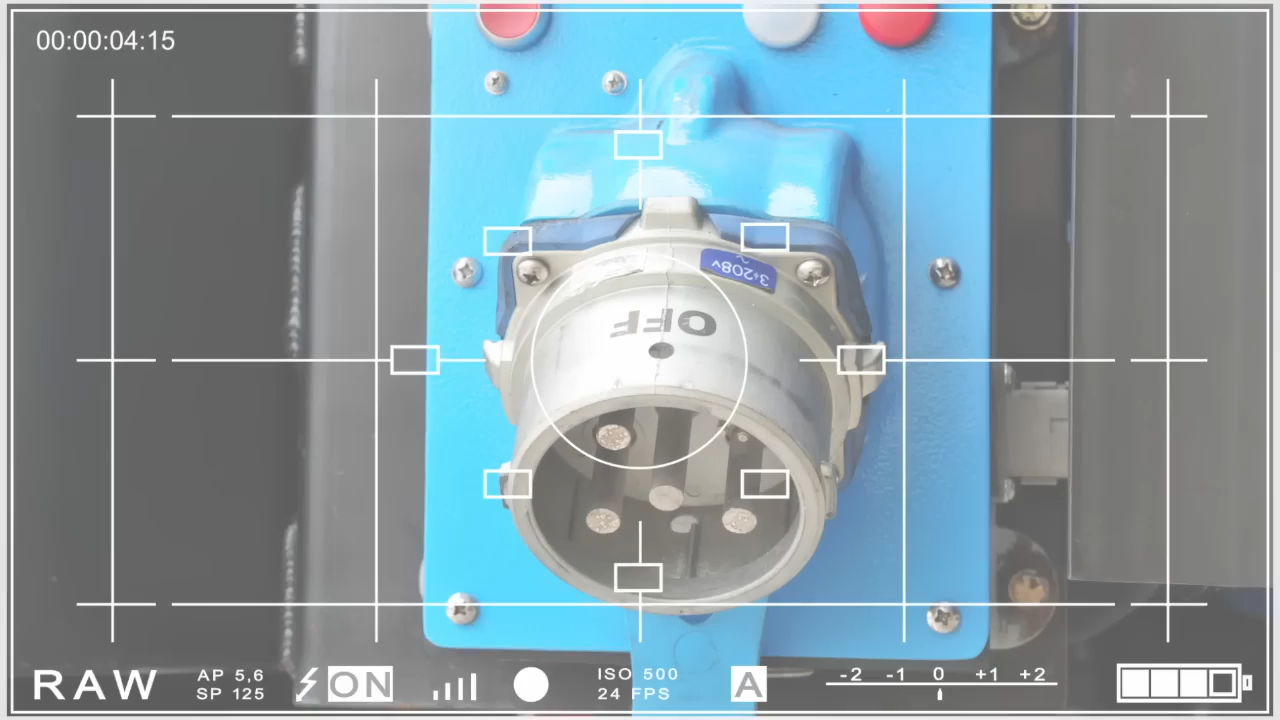 00:00:04:15
3~208v
OFF
RAW
AP 5,6
SP 125
ON
ISO 500
24 FPS
A
-2 -1 0 +1 +2